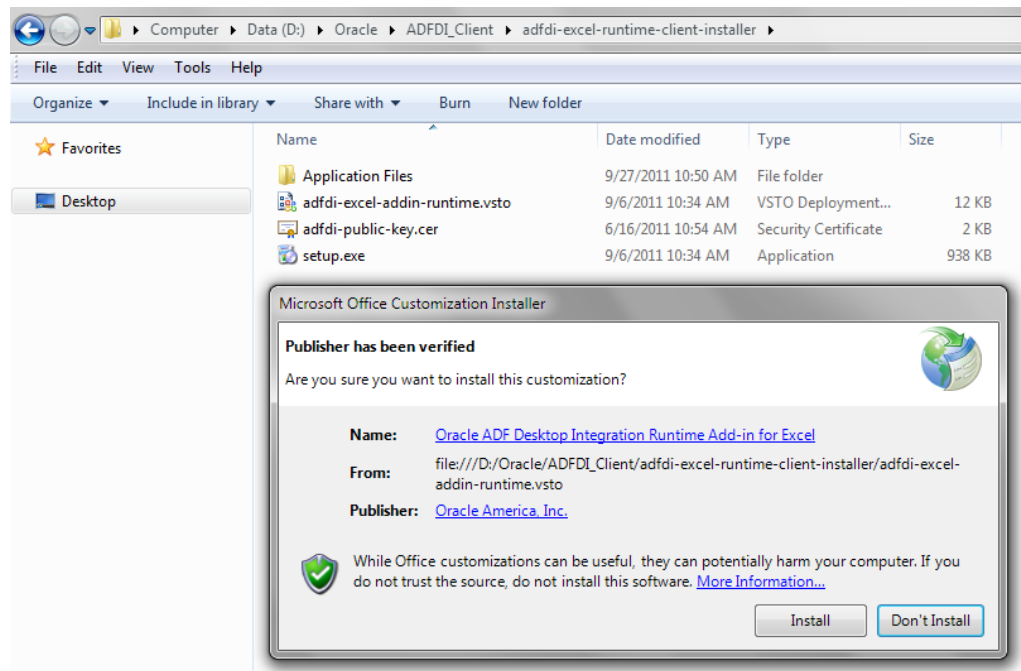 Computer Data (D:) Oracle ADFDI_Client adfdi-excel-runtime-client-installer
File Edit View Tools Help
Organize Include in library Share with Burn New folder
Favorites
Desktop
Name Date modified Type Size
Application Files 9/27/2011 10:50 AM File folder
adfdi-excel-addin-runtime.vsto 9/6/2011 10:34 AM VSTO Deployment... 12 KB
adfdi-public-key.cer 6/16/2011 10:54 AM Security Certificate 2 KB
setup.exe 9/6/2011 10:34 AM Application 938 KB
Microsoft Office Customization Installer
Publisher has been verified
Are you sure you want to install this customization?
Name: Oracle ADF Desktop Integration Runtime Add-in for Excel
From: file:///D:/Oracle/ADFDI_Client/adfdi-excel-runtime-client-installer/adfdi-excel-
addin-runtime.vsto
Publisher: Oracle America, Inc.
While Office customizations can be useful, they can potentially harm your computer. If you
do not trust the source, do not install this software. More Information...
Install Don't Install